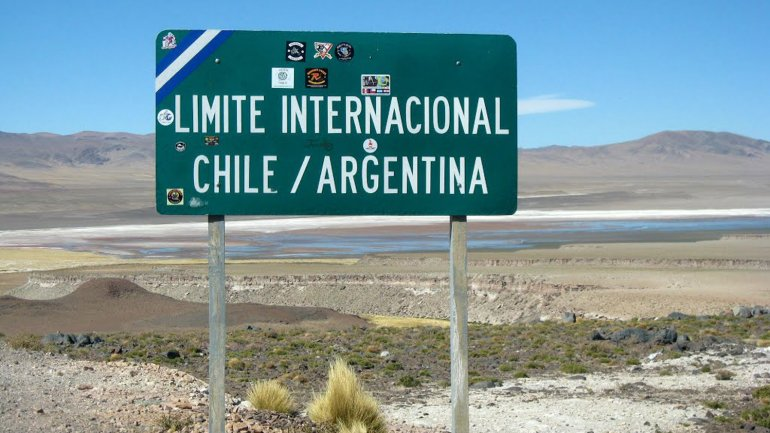 LIMITE INTERNACIONAL
CHILE / ARGENTINA